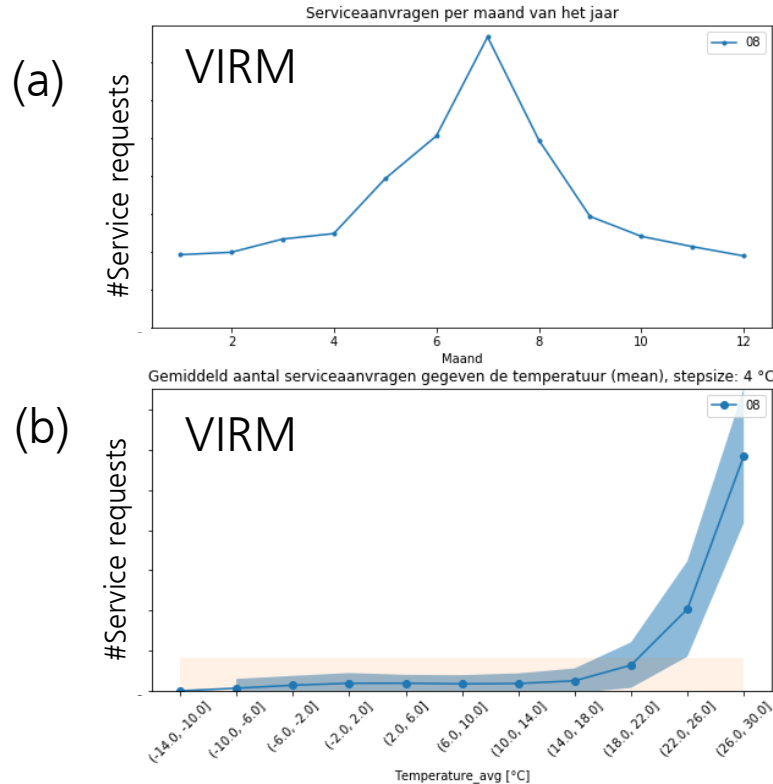 Serviceaanvragen per maand van het jaar
(a)
VIRM
08
#Service requests
2 4 6 8 10 12
Maand
Gemiddeld aantal serviceaanvragen gegeven de temperatuur (mean), stepsize: 4 °C
(b)
VIRM
08
#Service requests
(-14.0, -10.0] (-10.0, -6.0] (-6.0, -2.0] (-2.0, 2.0] (2.0, 6.0] (6.0, 10.0] (10.0, 14.0] (14.0, 18.0] (18.0, 22.0] (22.0, 26.0] (26.0, 30.0]
Temperature_avg [°C]